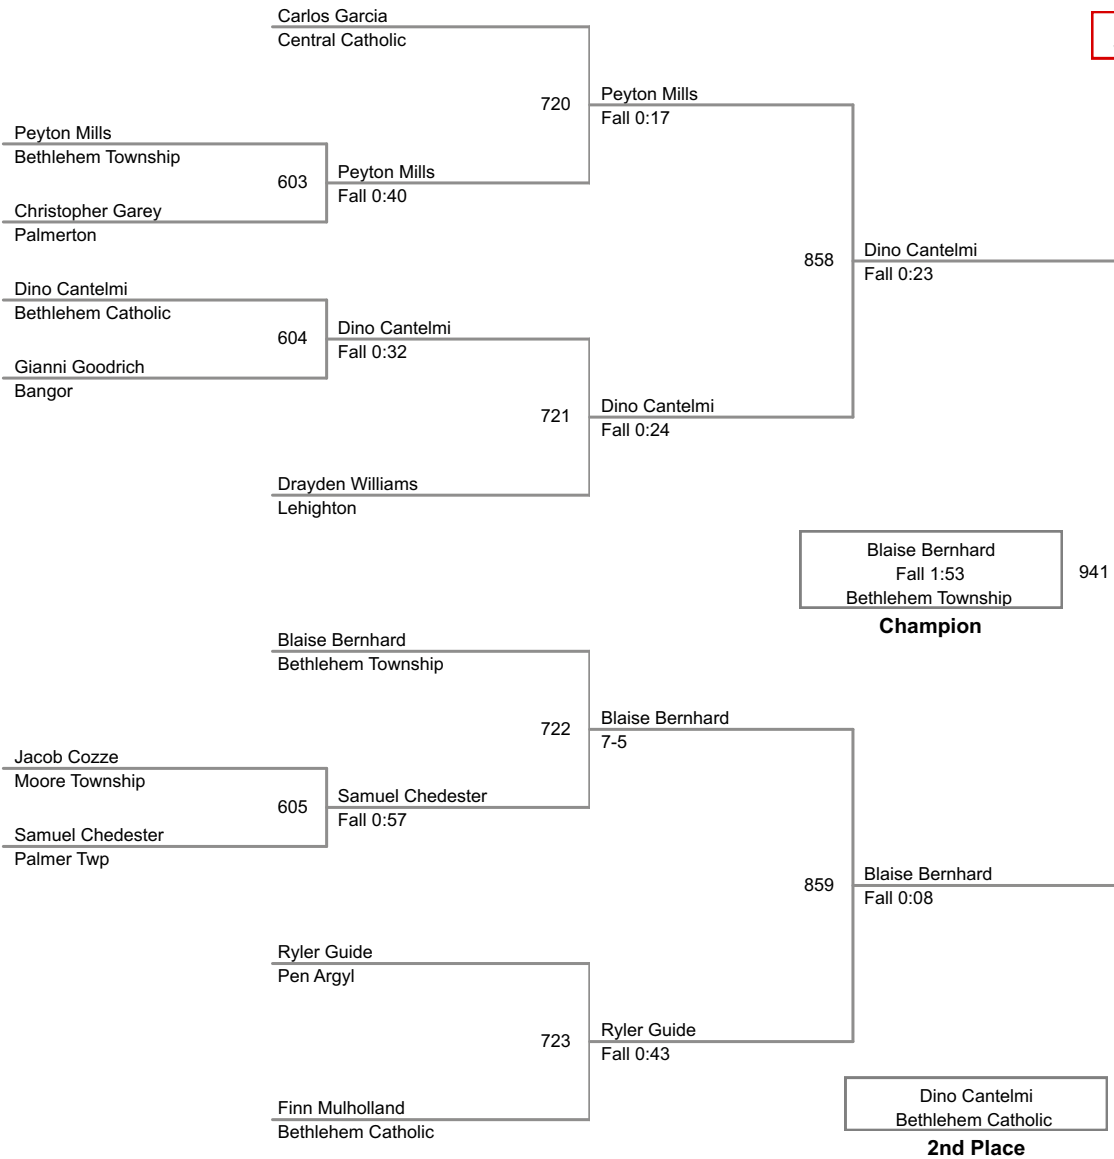 Carlos Garcia
Central Catholic
720
Peyton Mills
Fall 0:17
Peyton Mills
Bethlehem Township
603
Peyton Mills
Fall 0:40
Christopher Garey
Palmerton
858
Dino Cantelmi
Fall 0:23
Dino Cantelmi
Bethlehem Catholic
604
Dino Cantelmi
Fall 0:32
Gianni Goodrich
Bangor
721
Dino Cantelmi
Fall 0:24
Drayden Williams
Lehighton
Blaise Bernhard
Fall 1:53
Bethlehem Township
941
Champion
Blaise Bernhard
Bethlehem Township
722
Blaise Bernhard
7-5
Jacob Cozze
Moore Township
605
Samuel Chedester
Fall 0:57
Samuel Chedester
Palmer Twp
859
Blaise Bernhard
Fall 0:08
Ryler Guide
Pen Argyl
723
Ryler Guide
Fall 0:43
Finn Mulholland
Bethlehem Catholic
Dino Cantelmi
Bethlehem Catholic
2nd Place